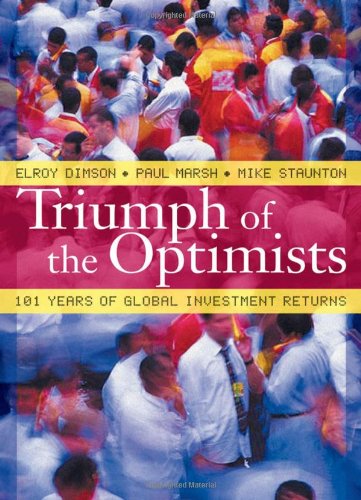 ELROY DIMSON • PAUL MARSH • MIKE STAUNTON
Triumph of
the Optimists
101 YEARS OF GLOBAL INVESTMENT RETURNS